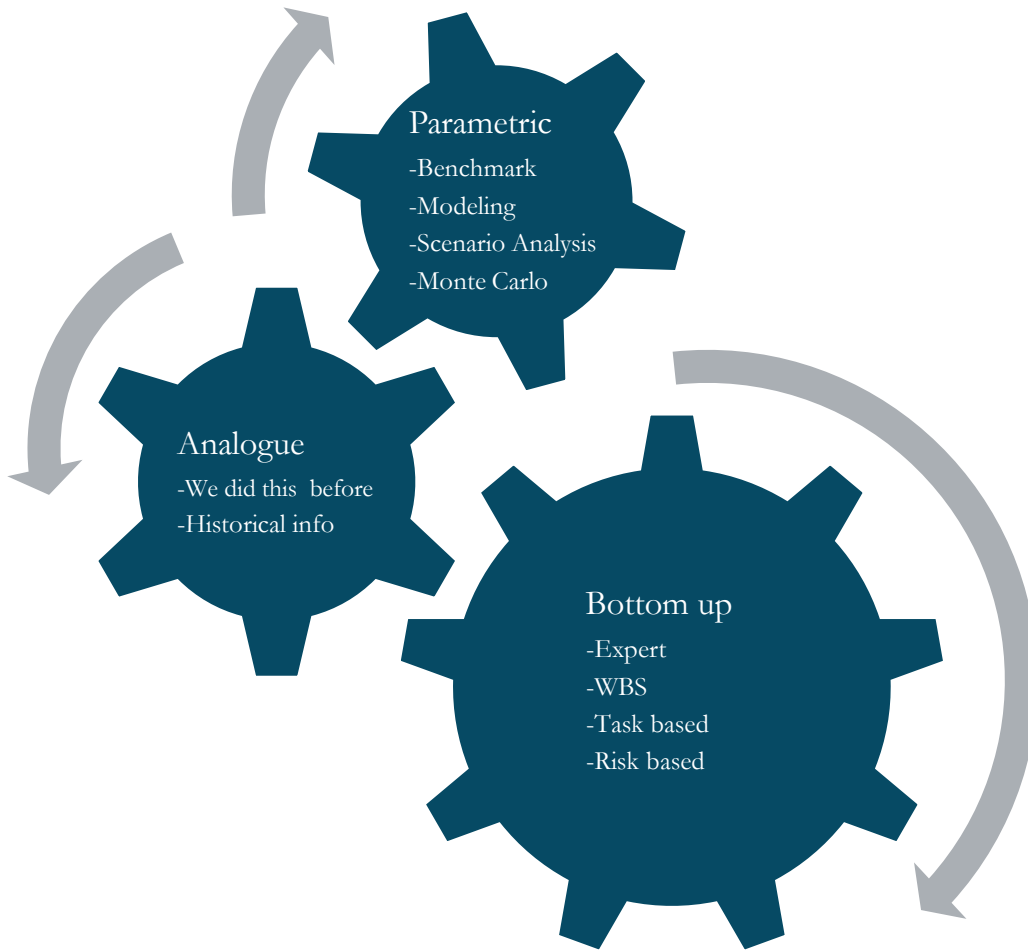 Parametric
-Benchmark
-Modeling
-Scenario Analysis
-Monte Carlo
Analogue
-We did this  before
-Historical info
Bottom up
-Expert
-WBS
-Task based
-Risk based